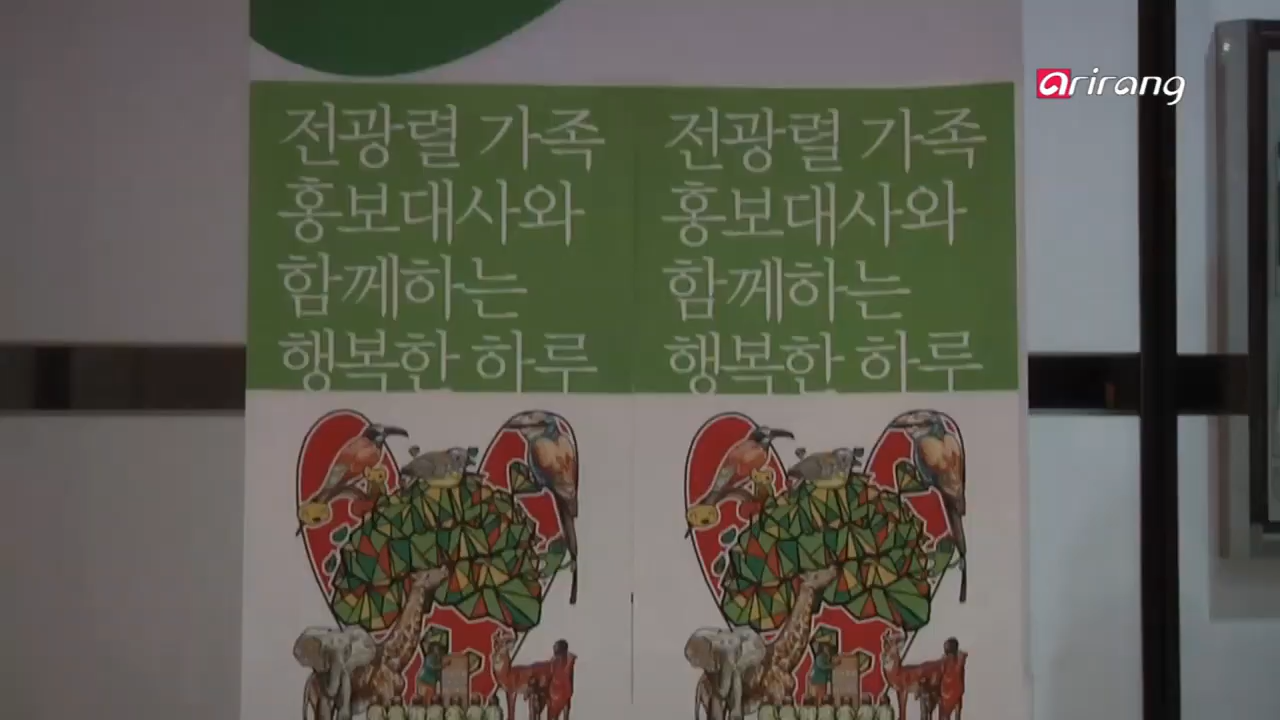 arirang
전광렬 가족
홍보대사와
함께하는
행복한 하루
전광렬 가족
홍보대사와
함께하는
행복한 하루